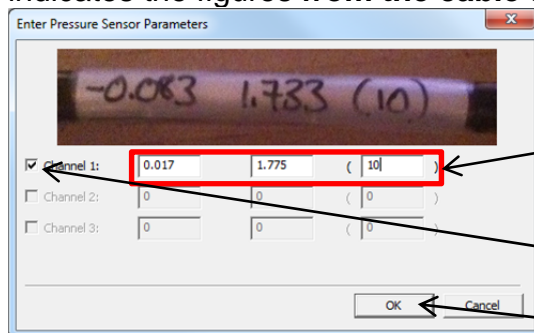 indicates the figures from the cable
Enter Pressure Sensor Parameters
-0.083 1.733 (10)
Channel 1: 0.017 1.775 ( 10 )
Channel 2: 0 0 ( 0 )
Channel 3: 0 0 ( 0 )
OK Cancel